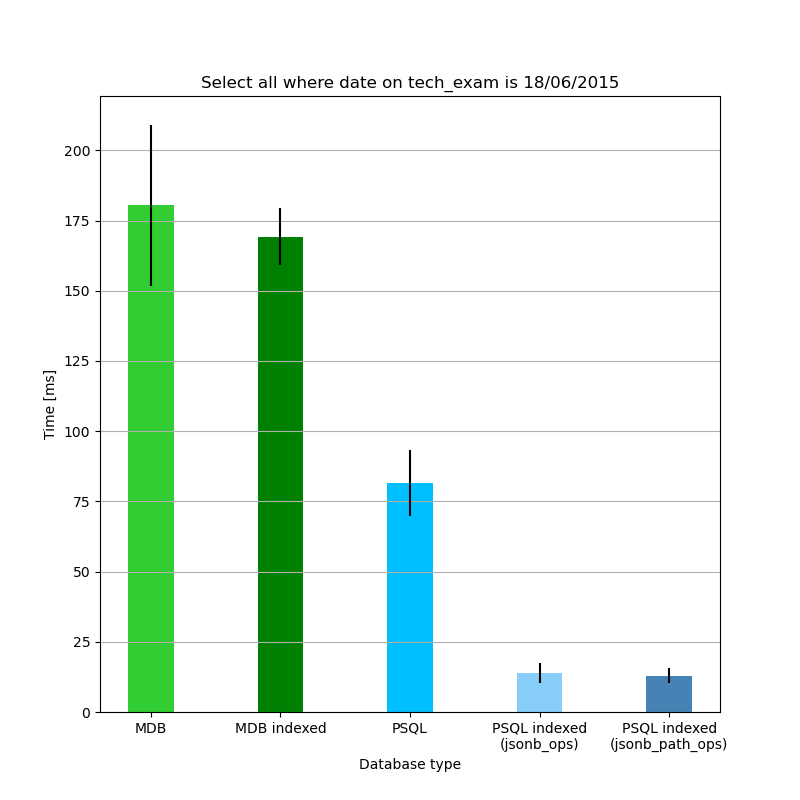 Select all where date on tech_exam is 18/06/2015
200
175
150
125
100
75
50
25
0
Time [ms]
MDB
MDB indexed
PSQL
PSQL indexed
(jsonb_ops)
PSQL indexed
(jsonb_path_ops)
Database type